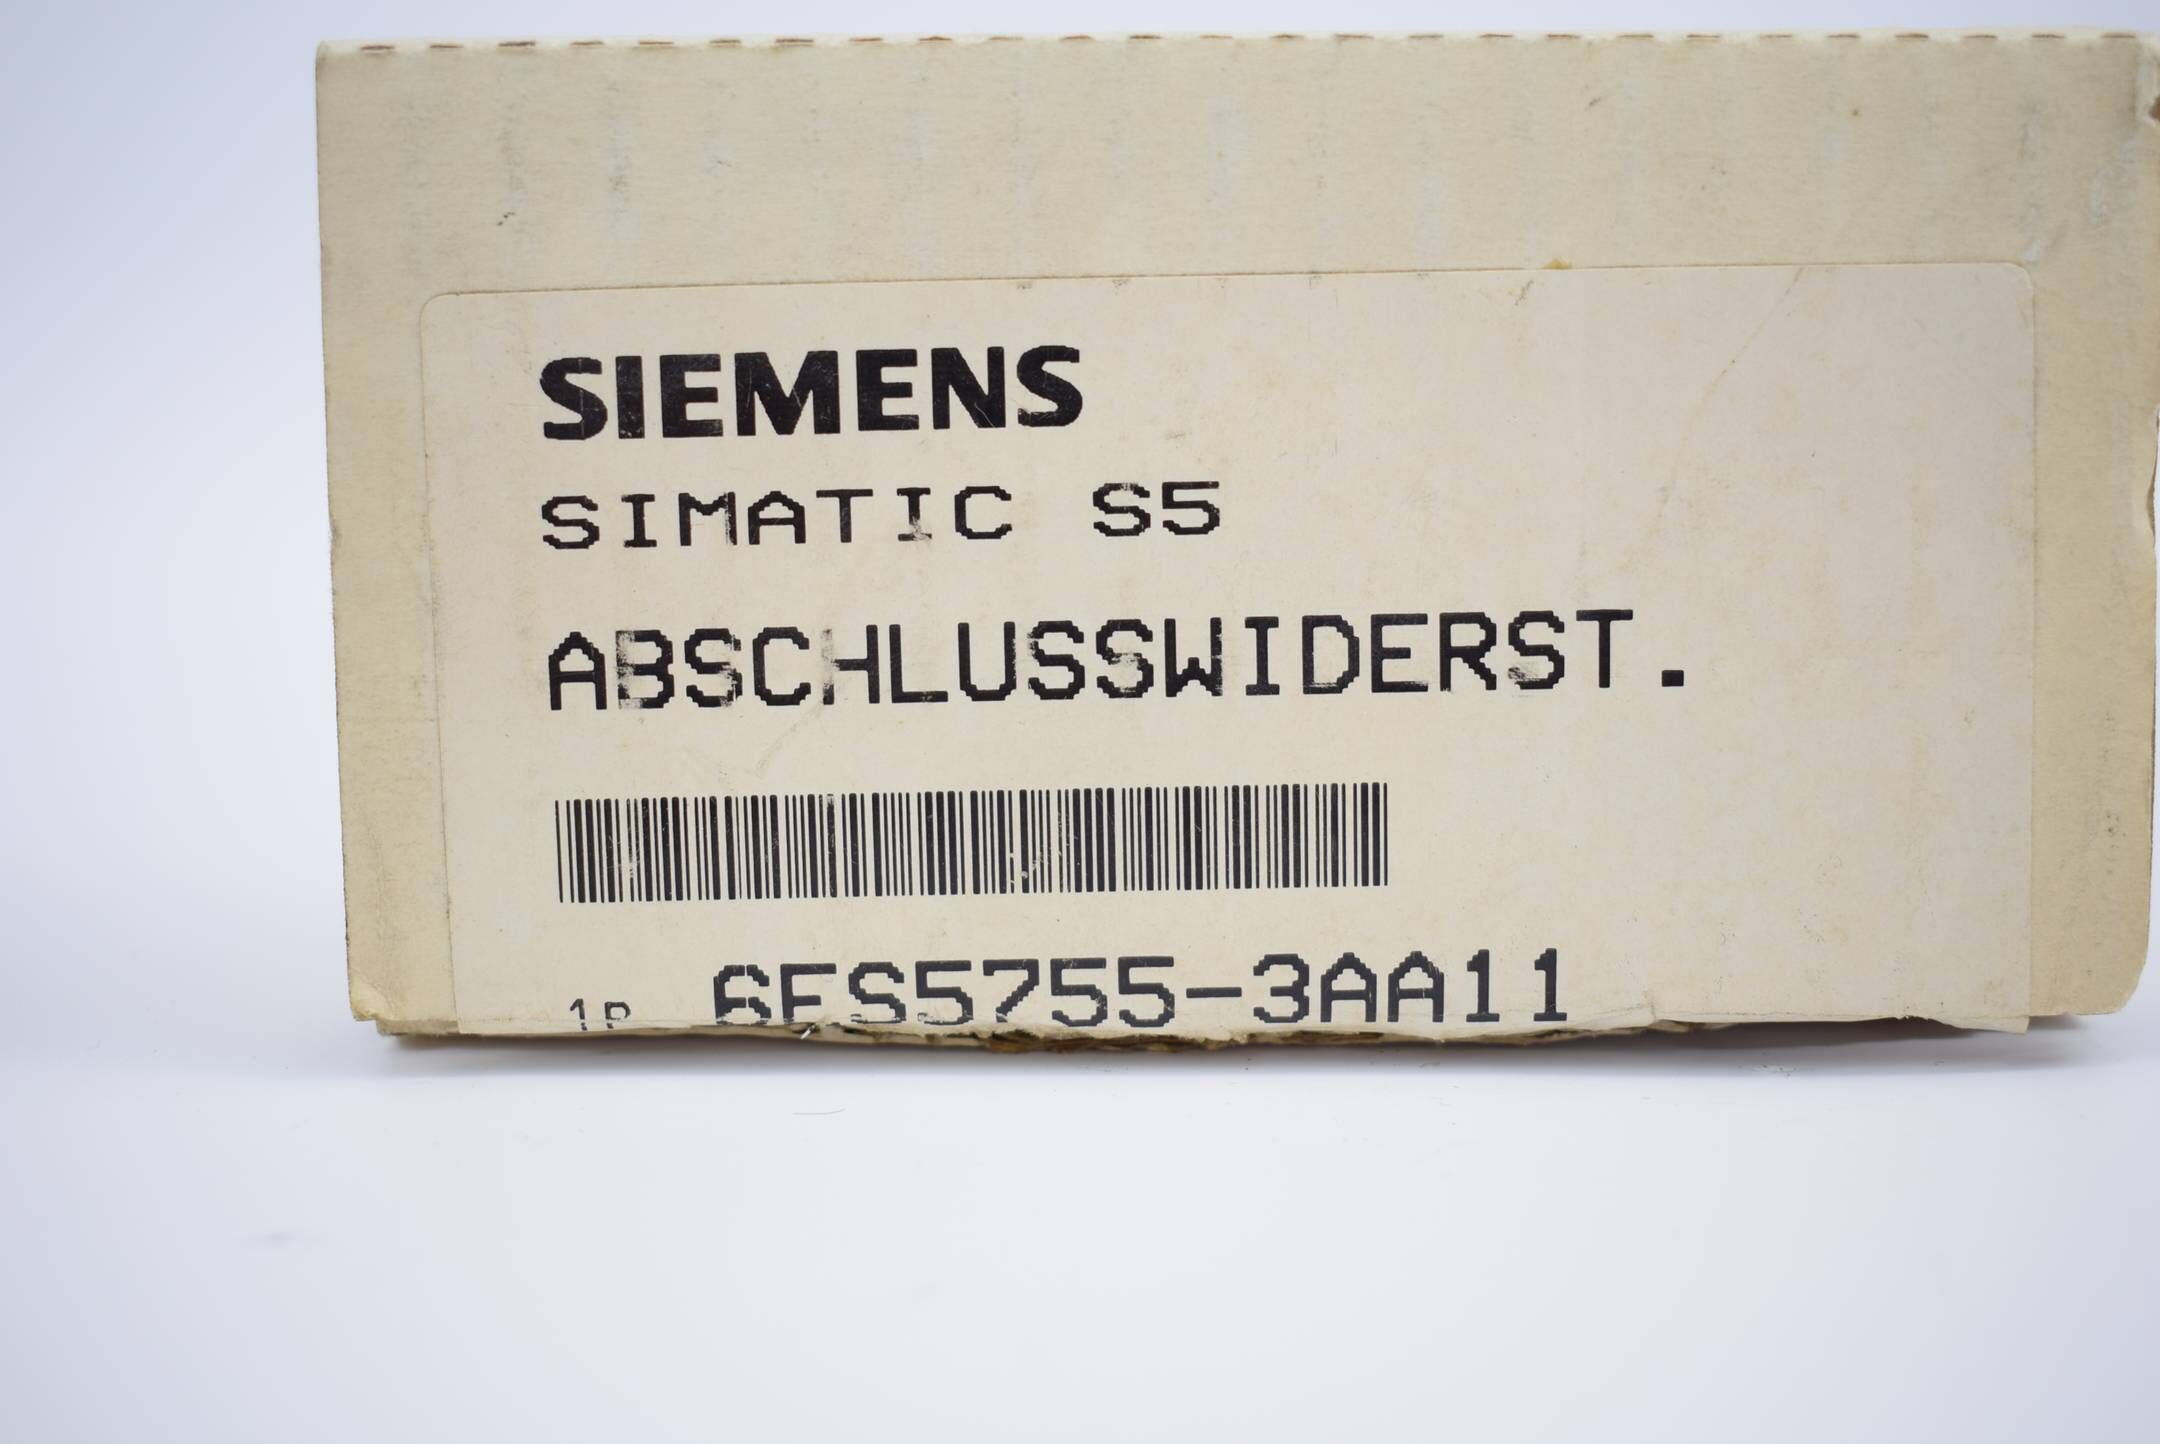 SIEMENS
SIMATIC S5
ABSCHLUSSWIDERST.
1P 6ES5755-3AA11